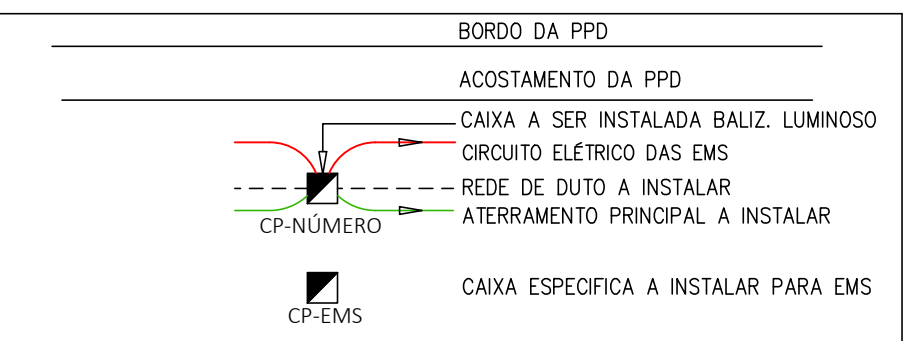 BORDO DA PPD
ACOSTAMENTO DA PPD
CAIXA A SER INSTALADA BALIZ. LUMINOSO
CIRCUITO ELÉTRICO DAS EMS
REDE DE DUTO A INSTALAR
ATERRAMENTO PRINCIPAL A INSTALAR
CP-NÚMERO
CAIXA ESPECIFICA A INSTALAR PARA EMS
CP-EMS